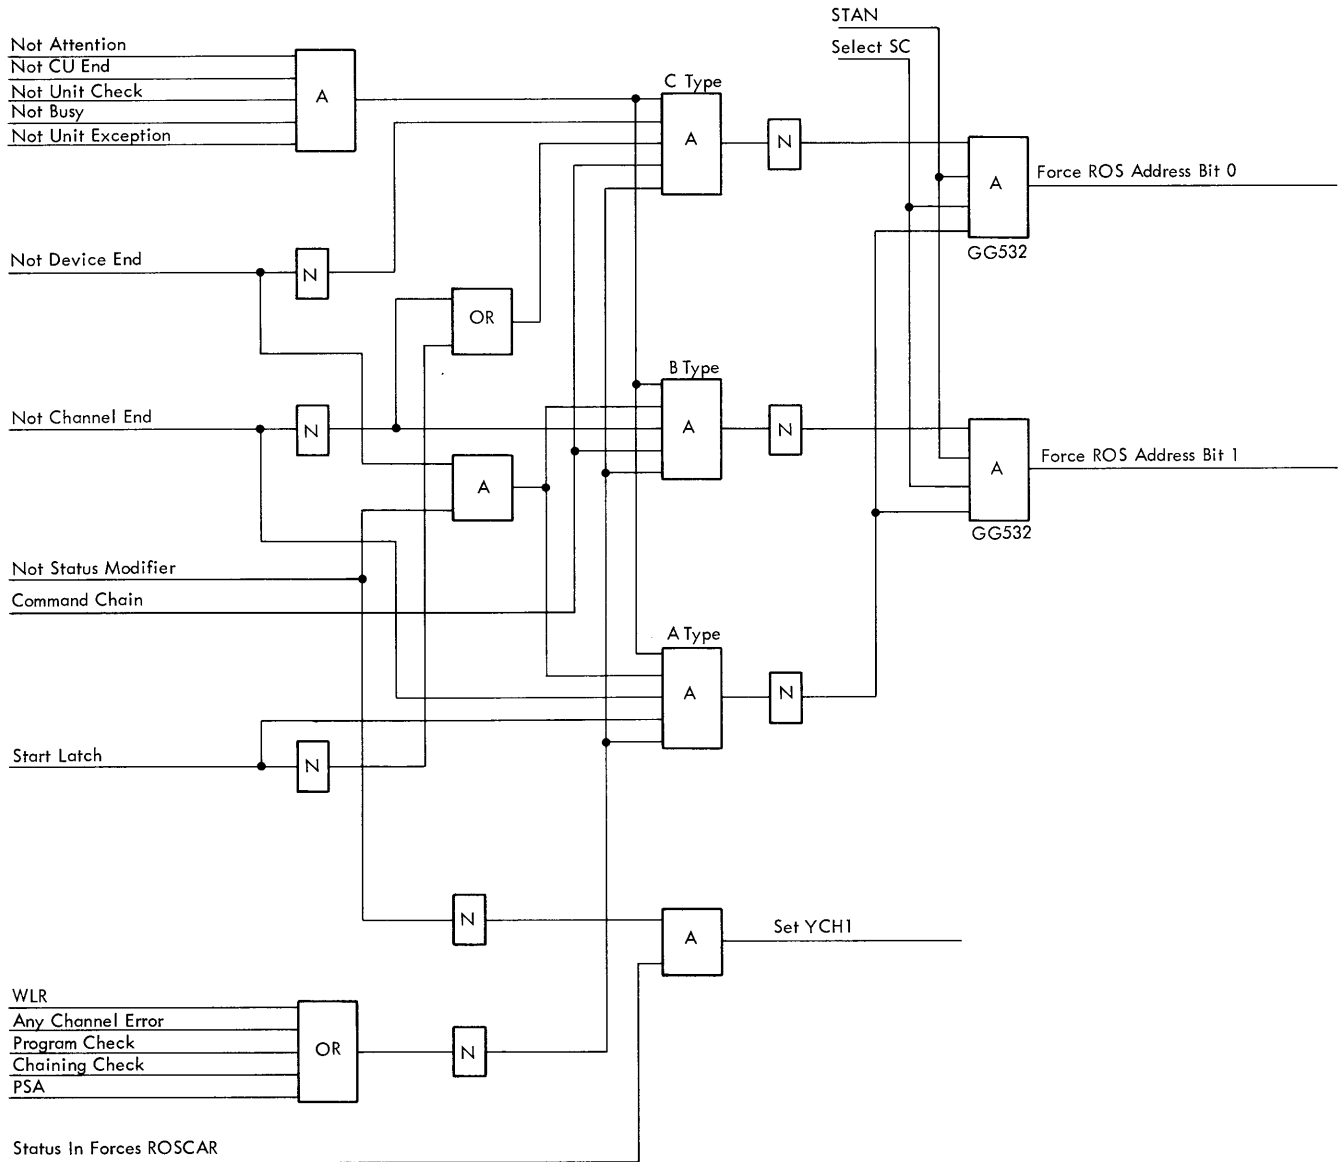 STAN
Select SC
Not Attention
Not CU End
Not Unit Check
Not Busy
Not Unit Exception
A
C Type
A
N
A
Force ROS Address Bit 0
GG532
Not Device End
N
OR
B Type
Not Channel End
N
A
N
A
Force ROS Address Bit 1
GG532
A
Not Status Modifier
Command Chain
A Type
A
N
Start Latch
N
N
A
Set YCH1
WLR
Any Channel Error
Program Check
Chaining Check
PSA
OR
N
Status In Forces ROSCAR